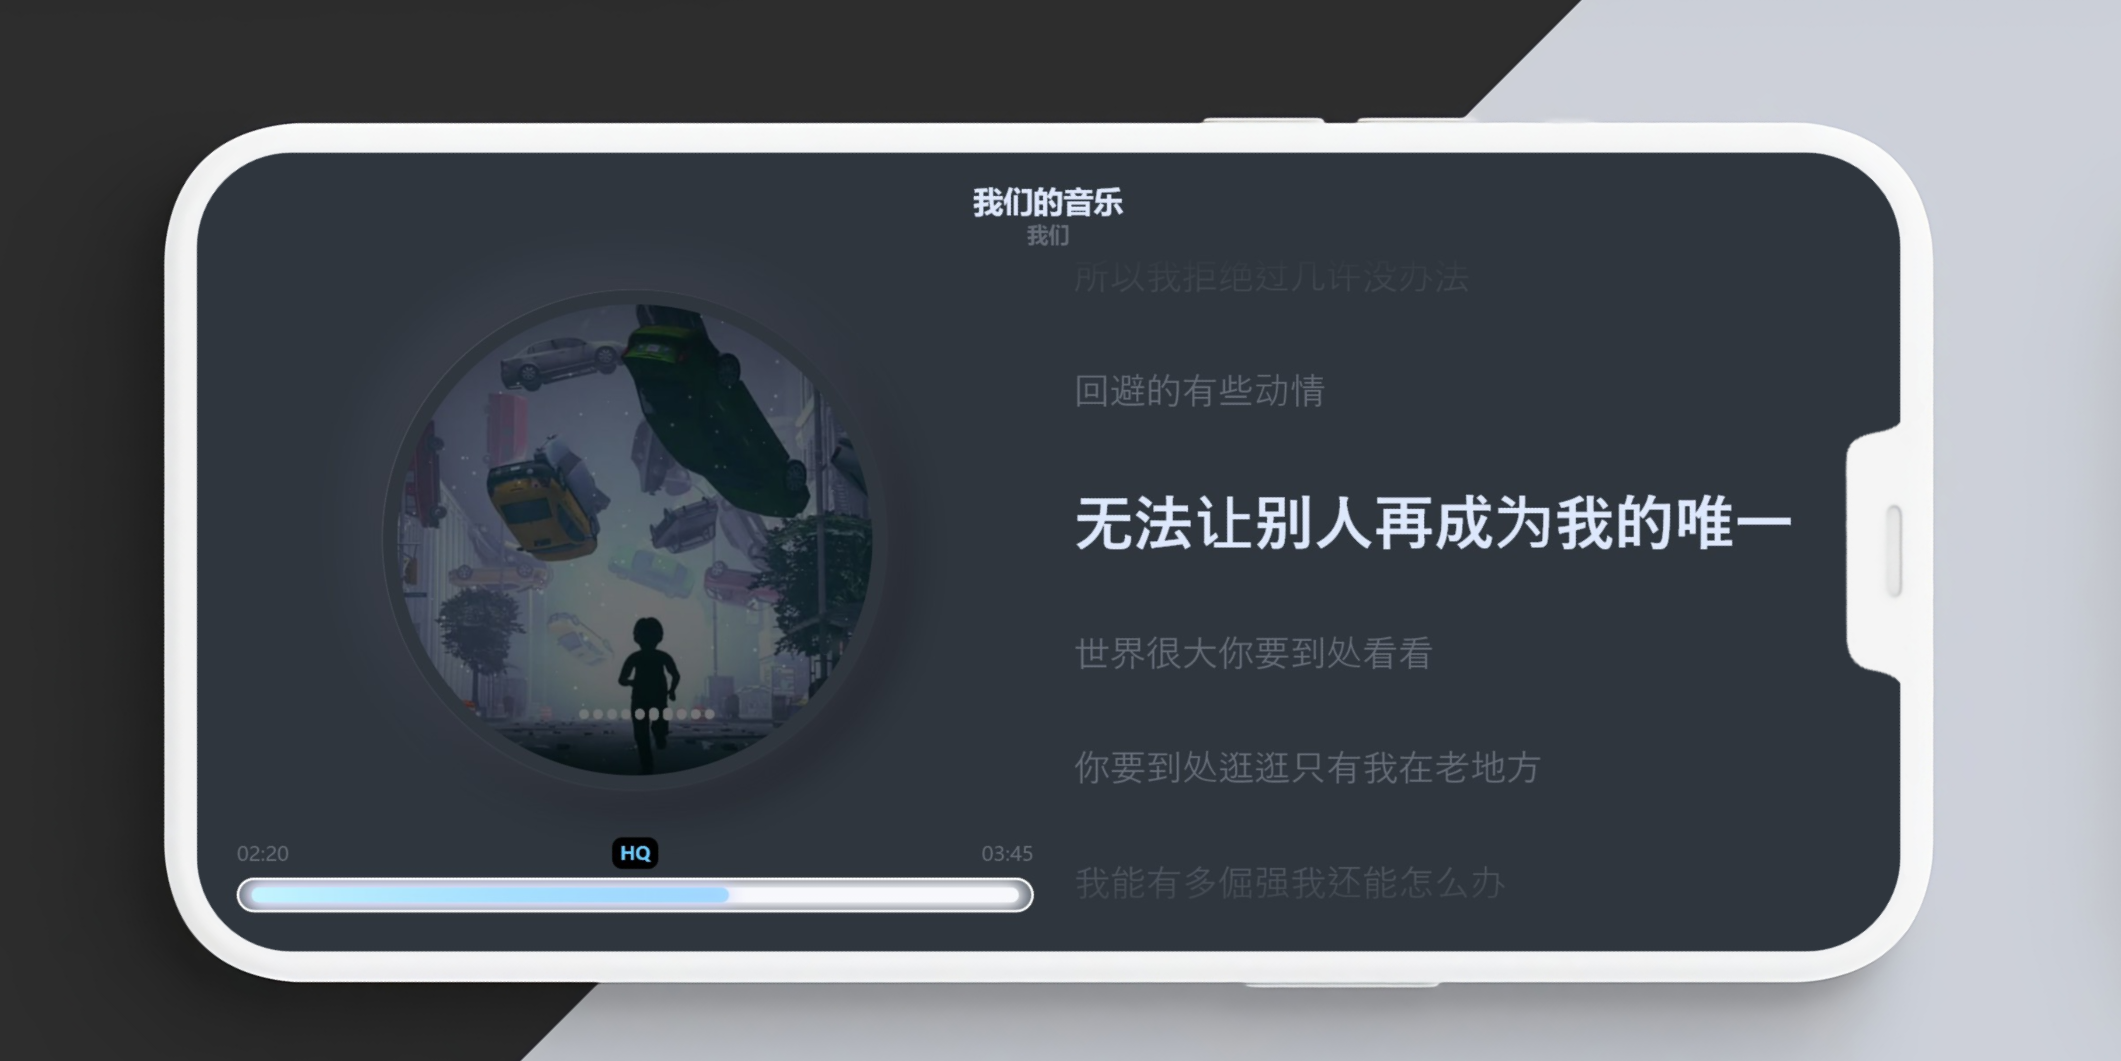 我们的音乐
我们
所以我拒绝过几许没办法
回避的有些动情
无法让别人再成为我的唯一
世界很大你要到处看看
你要到处逛逛只有我在老地方
我能有多倔强我还能怎么办
02:20
HQ
03:45